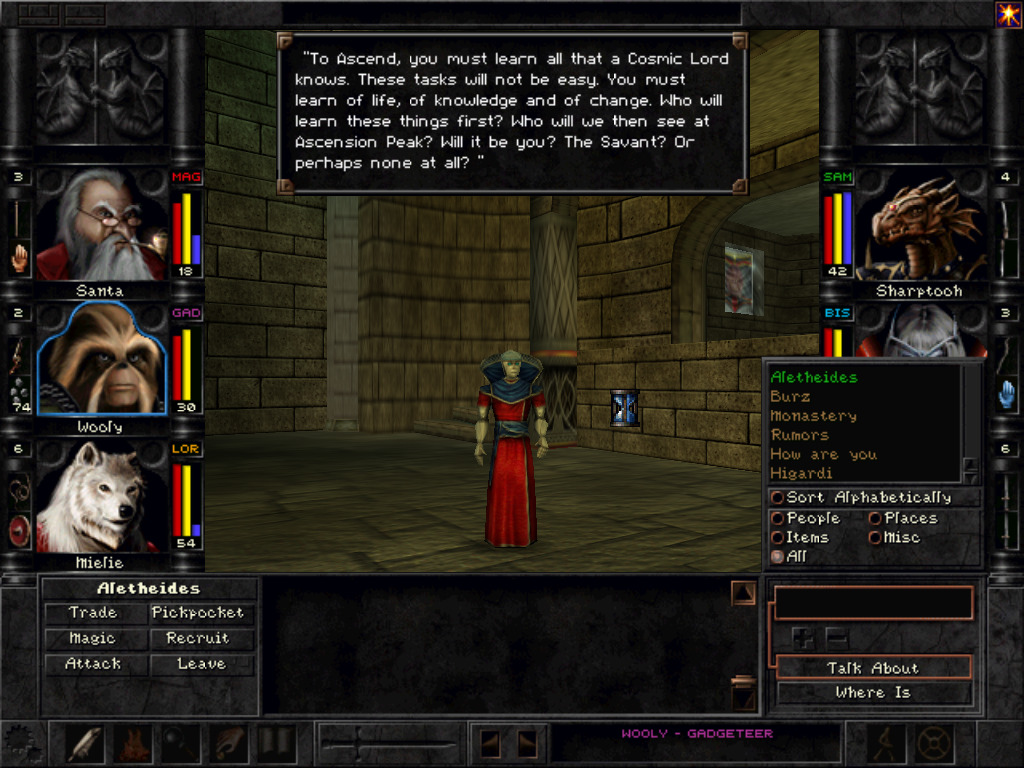 "To Ascend, you must learn all that a Cosmic Lord
knows. These tasks will not be easy. You must
learn of life, of knowledge and of change. Who will
learn these things first? Who will we then see at
Ascension Peak? Will it be you? The Savant? Or
perhaps none at all? "
3
MAG
18
Santa
SAM
4
42
Sharptooh
2
GAD
74
30
Wooly
BIS
3
6
LOR
54
Mielie
6
Aletheides
Burz
Monastery
Rumors
How are you
Higardi
Sort Alphabetically
People
Places
Items
Misc
All
Aletheides
Trade
Pickpocket
Magic
Recruit
Attack
Leave
Talk About
Where Is
WOOLY - GADGETEER